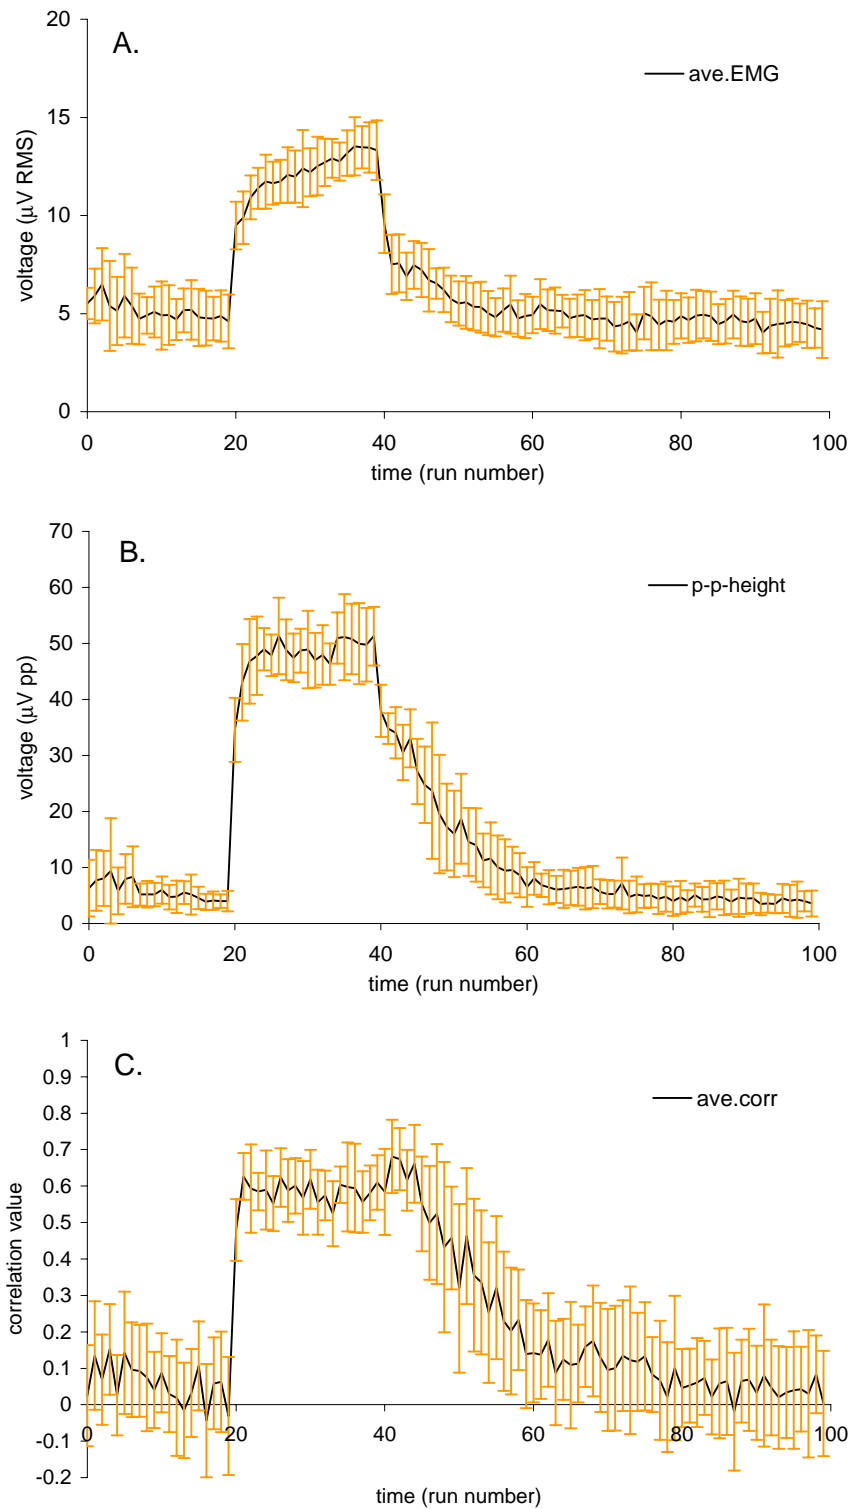 A.
ave.EMG
voltage (μV RMS)
20
15
10
5
0
0 20 40 60 80 100
time (run number)
B.
p-p-height
voltage (μV pp)
70
60
50
40
30
20
10
0
0 20 40 60 80 100
time (run number)
C.
ave.corr
correlation value
1
0.9
0.8
0.7
0.6
0.5
0.4
0.3
0.2
0.1
0
-0.1
-0.2
0 20 40 60 80 100
time (run number)